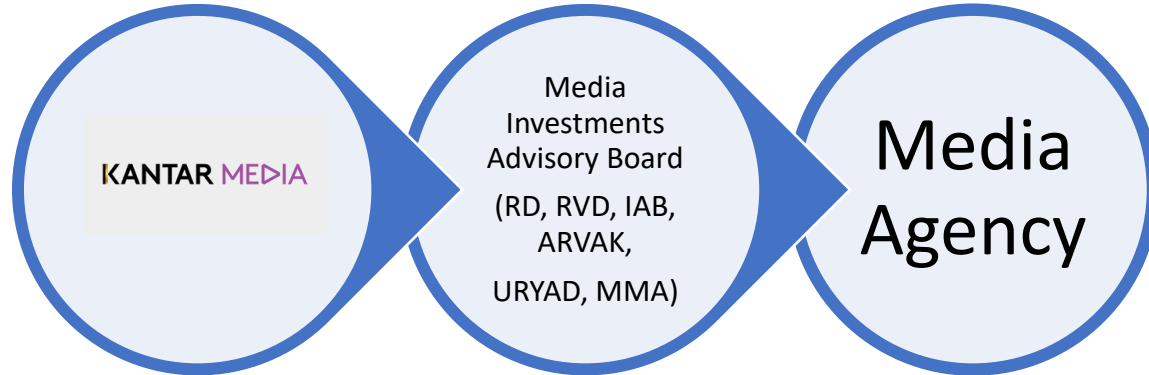 KANTAR MEDIA
Media
Investments
Advisory Board
(RD, RVD, IAB,
ARVAK,
URYAD, MMA)
Media
Agency